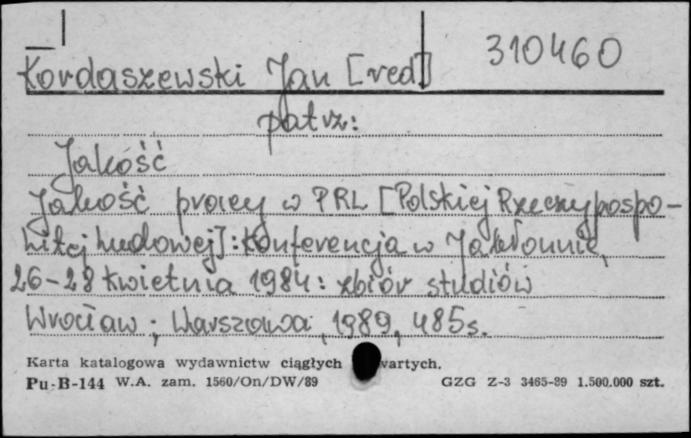 Kordaszewski Jan [red] 310460
patrz:
Jakość
Jakość pracy w PRL [Polskiej Rzeczypospo-
litej Ludowej]: Konferencja w Jabłonnie,
26-28 kwietnia 1984: zbiór studiów
Wrocław; Warszawa, 1989, 485s.
Karta katalogowa wydawnictw ciągłych wartych.
Pu-B-144 W.A. zam. 1560/On/DW/89 GZG Z-3 3465-89 1.500.000 szt.